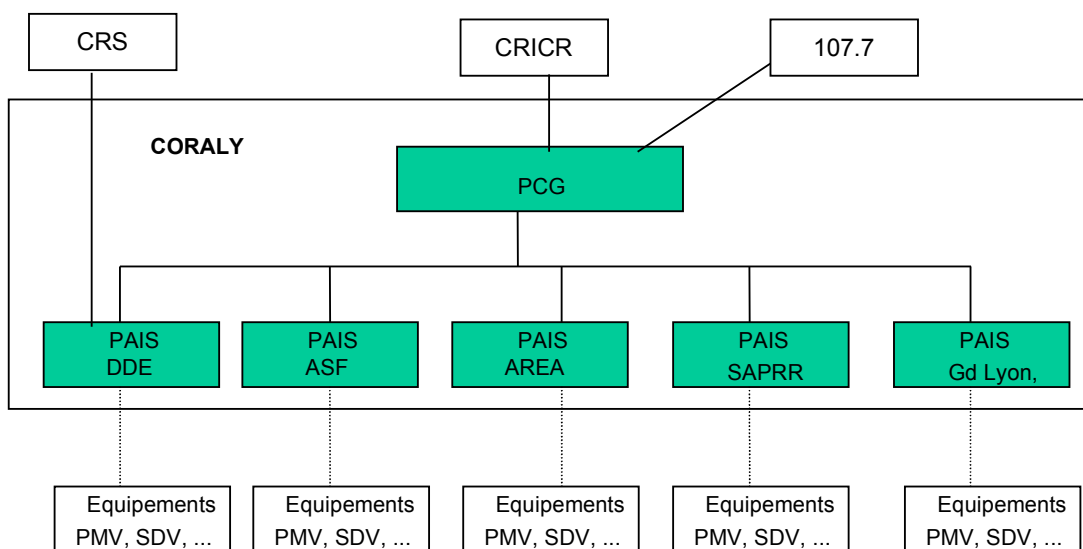 CRS
CRICR
107.7
CORALY
PCG
PAIS
DDE
PAIS
ASF
PAIS
AREA
PAIS
SAPRR
PAIS
Gd Lyon,
Equipements
PMV, SDV, ...
Equipements
PMV, SDV, ...
Equipements
PMV, SDV, ...
Equipements
PMV, SDV, ...
Equipements
PMV, SDV, ...